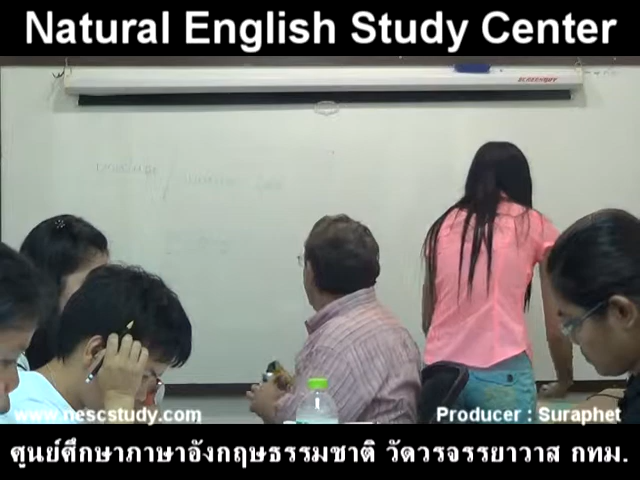 Natural English Study Center
SCREENBOY
www.nescstudy.com
Producer : Suraphet
ศูนย์ศึกษาภาษาอังกฤษธรรมชาติ วัดวรจรรยาวาส กทม.